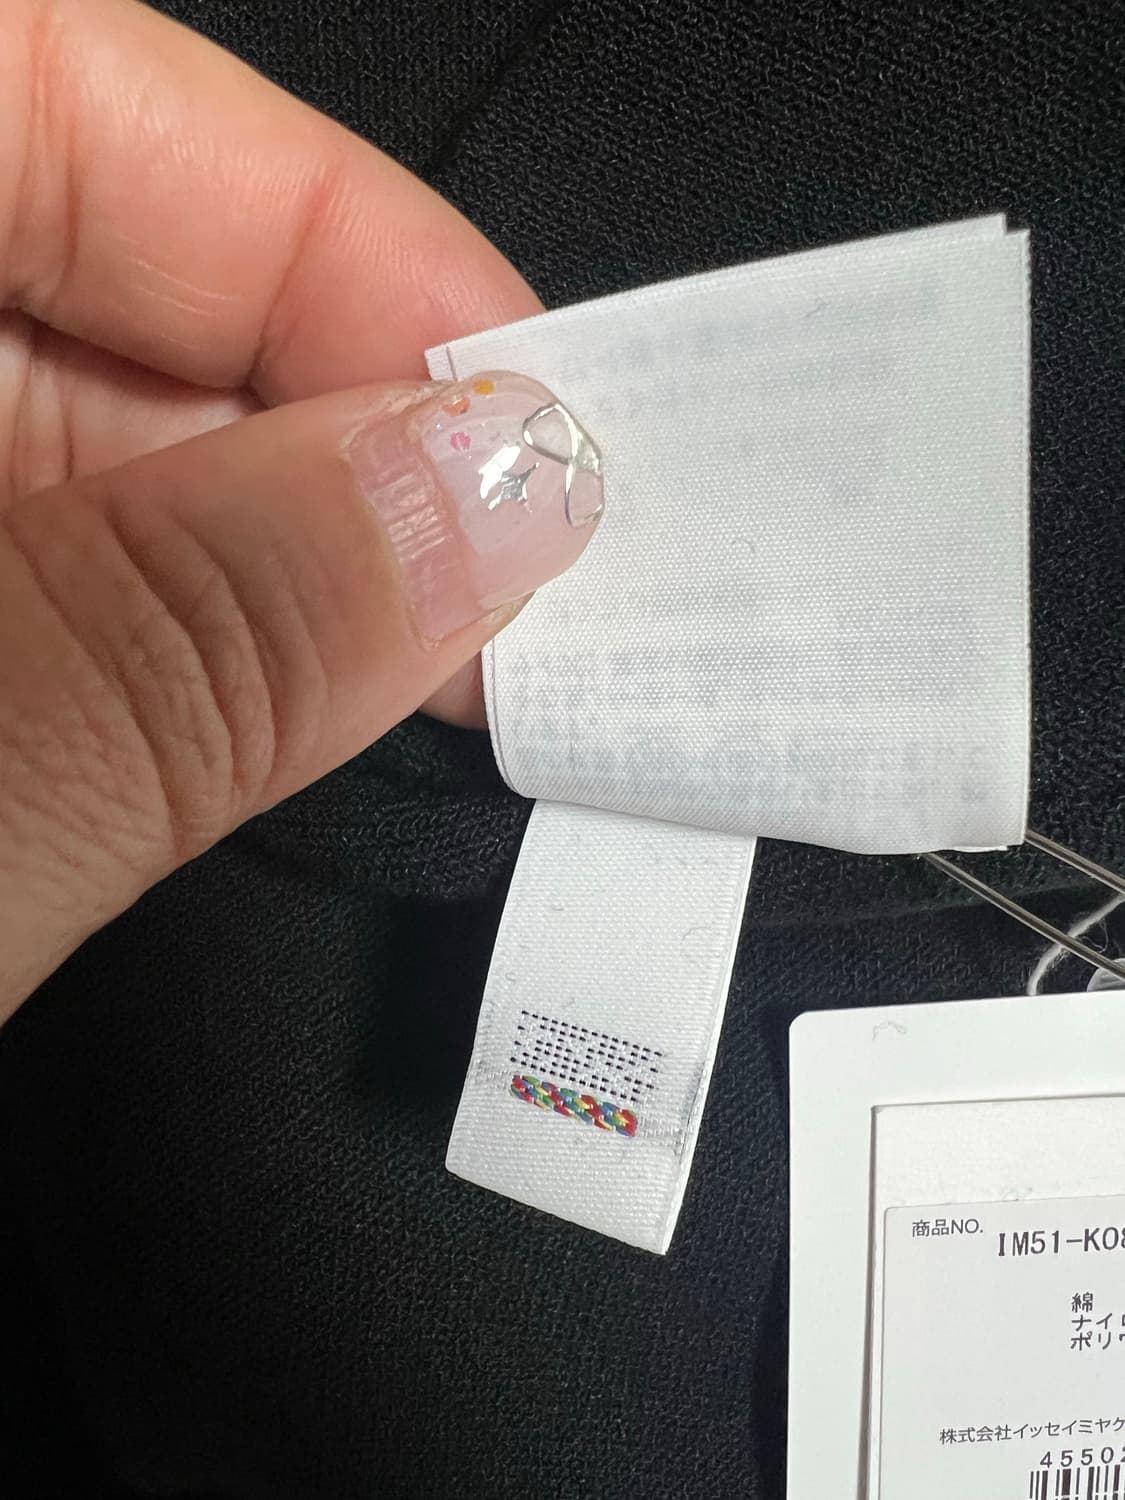 商品NO.
IM51-K08
綿
ナイロ
ポリウ
株式会社イッセイミヤケ
45502